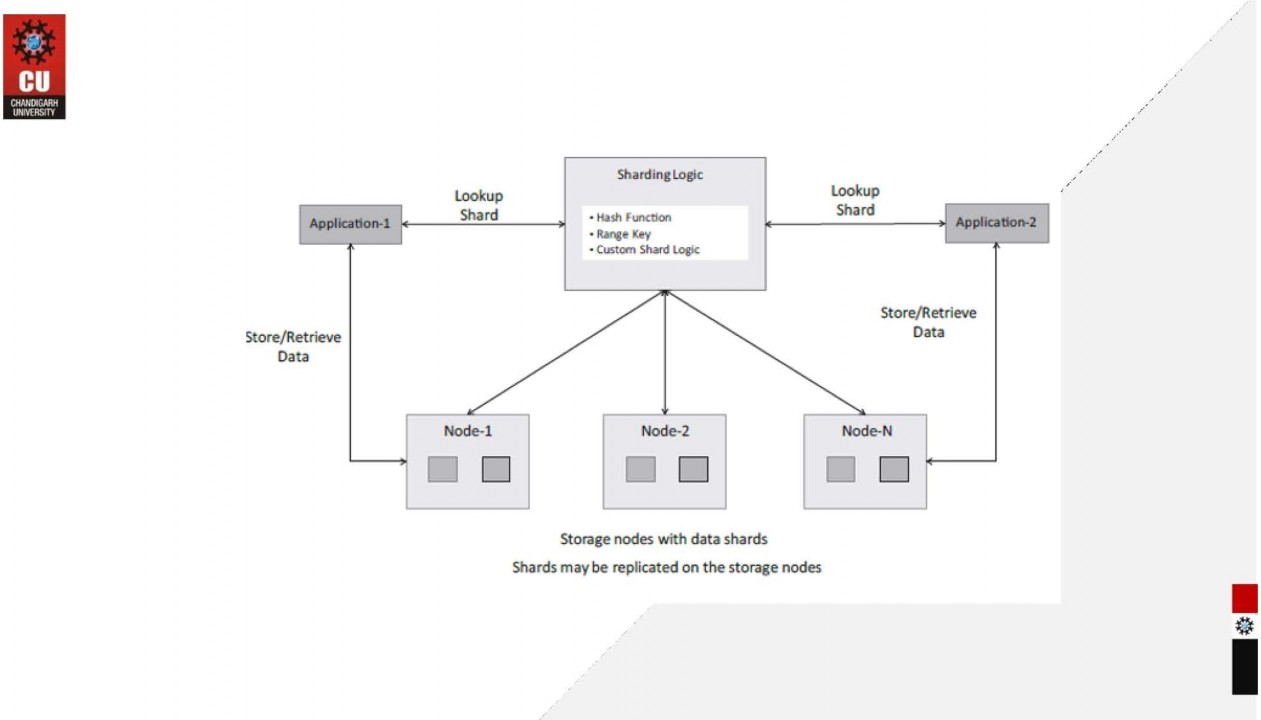 CU
CHANDIGARH
UNIVERSITY
Sharding Logic
• Hash Function
• Range Key
• Custom Shard Logic
Lookup
Shard
Lookup
Shard
Application-1
Application-2
Store/Retrieve
Data
Store/Retrieve
Data
Node-1
Node-2
Node-N
Storage nodes with data shards
Shards may be replicated on the storage nodes